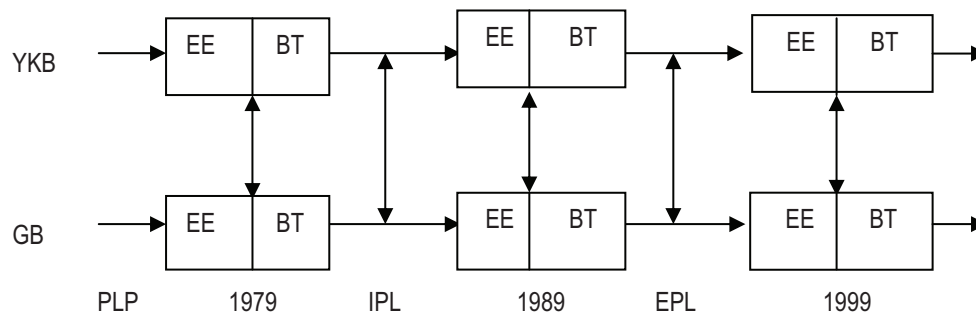 YKB EE BT EE BT EE BT
GB EE BT EE BT EE BT
PLP 1979 IPL 1989 EPL 1999